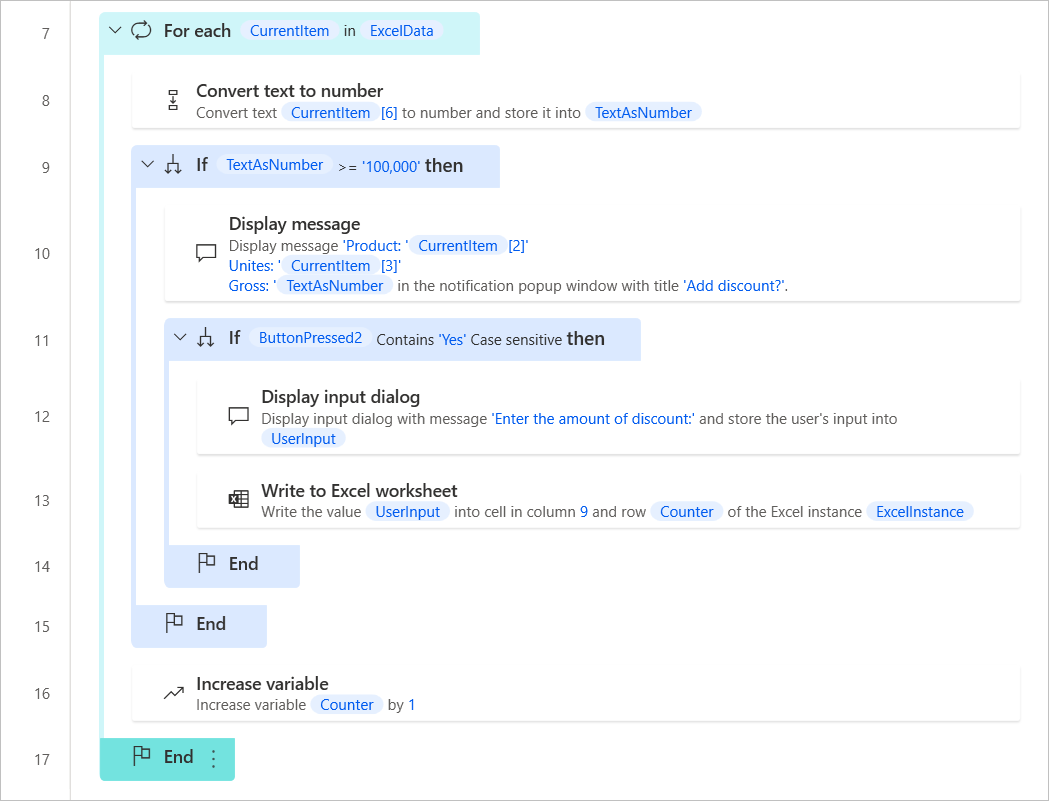 7 For each CurrentItem in ExcelData
8 Convert text to number
Convert text CurrentItem [6] to number and store it into TextAsNumber
9 If TextAsNumber >= '100,000' then
Display message
10 Display message 'Product: ' CurrentItem [2]'
Unites: ' CurrentItem [3]'
Gross: ' TextAsNumber in the notification popup window with title 'Add discount?'.
11 If ButtonPressed2 Contains 'Yes' Case sensitive then
Display input dialog
12 Display input dialog with message 'Enter the amount of discount:' and store the user's input into
UserInput
13 Write to Excel worksheet
Write the value UserInput into cell in column 9 and row Counter of the Excel instance ExcelInstance
14 End
15 End
16 Increase variable
Increase variable Counter by 1
17 End